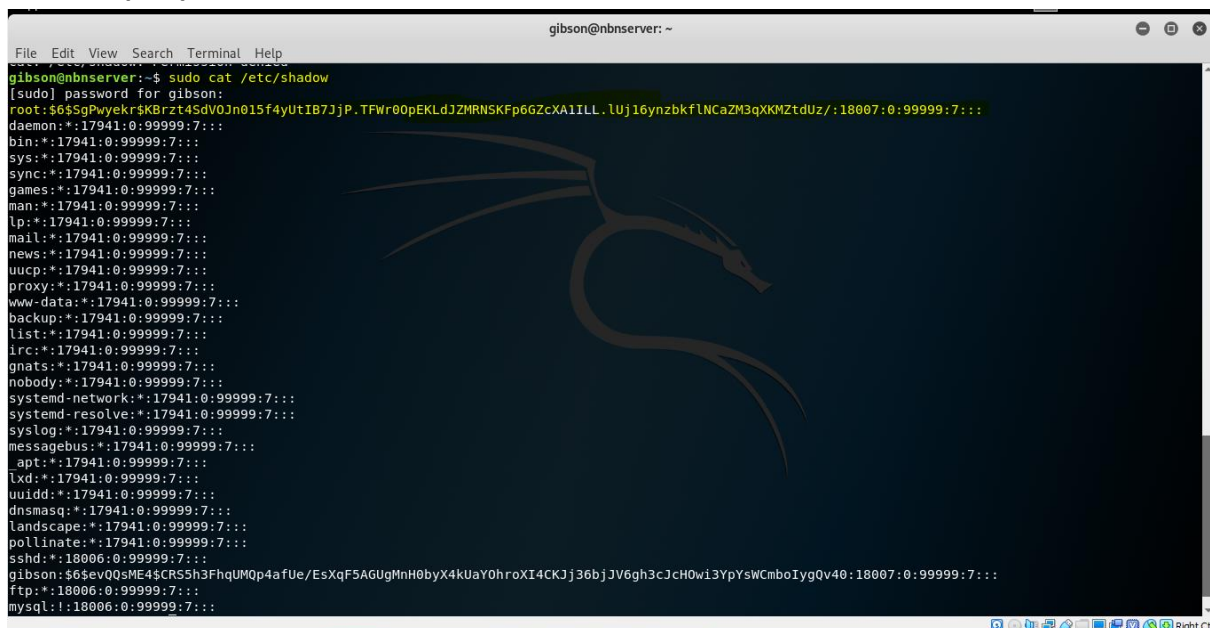 gibson@nbnserver: ~
File Edit View Search Terminal Help
gibson@nbnserver:~$ sudo cat /etc/shadow
[sudo] password for gibson:
root:$6$SgPwyekr$KBrzt4SdVOJn015f4yUtIB7JjP.TFWr0OpEKLdJZMRNSKFp6GZcXA1ILL.lUj16ynzbkflNCaZM3qXKMZtdUz/:18007:0:99999:7:::
daemon:*:17941:0:99999:7:::
bin:*:17941:0:99999:7:::
sys:*:17941:0:99999:7:::
sync:*:17941:0:99999:7:::
games:*:17941:0:99999:7:::
man:*:17941:0:99999:7:::
lp:*:17941:0:99999:7:::
mail:*:17941:0:99999:7:::
news:*:17941:0:99999:7:::
uucp:*:17941:0:99999:7:::
proxy:*:17941:0:99999:7:::
www-data:*:17941:0:99999:7:::
backup:*:17941:0:99999:7:::
list:*:17941:0:99999:7:::
irc:*:17941:0:99999:7:::
gnats:*:17941:0:99999:7:::
nobody:*:17941:0:99999:7:::
systemd-network:*:17941:0:99999:7:::
systemd-resolve:*:17941:0:99999:7:::
syslog:*:17941:0:99999:7:::
messagebus:*:17941:0:99999:7:::
_apt:*:17941:0:99999:7:::
lxd:*:17941:0:99999:7:::
uuidd:*:17941:0:99999:7:::
dnsmasq:*:17941:0:99999:7:::
landscape:*:17941:0:99999:7:::
pollinate:*:17941:0:99999:7:::
sshd:*:18006:0:99999:7:::
gibson:$6$evQQsME4$CRS5h3FhqUMQp4afUe/EsXqF5AGUgMnH0byX4kUaYOhroXI4CKJj36bjJV6gh3cJcHOwi3YpYsWCmboIygQv40:18007:0:99999:7:::
ftp:*:18006:0:99999:7:::
mysql:!:18006:0:99999:7:::
Right Ct